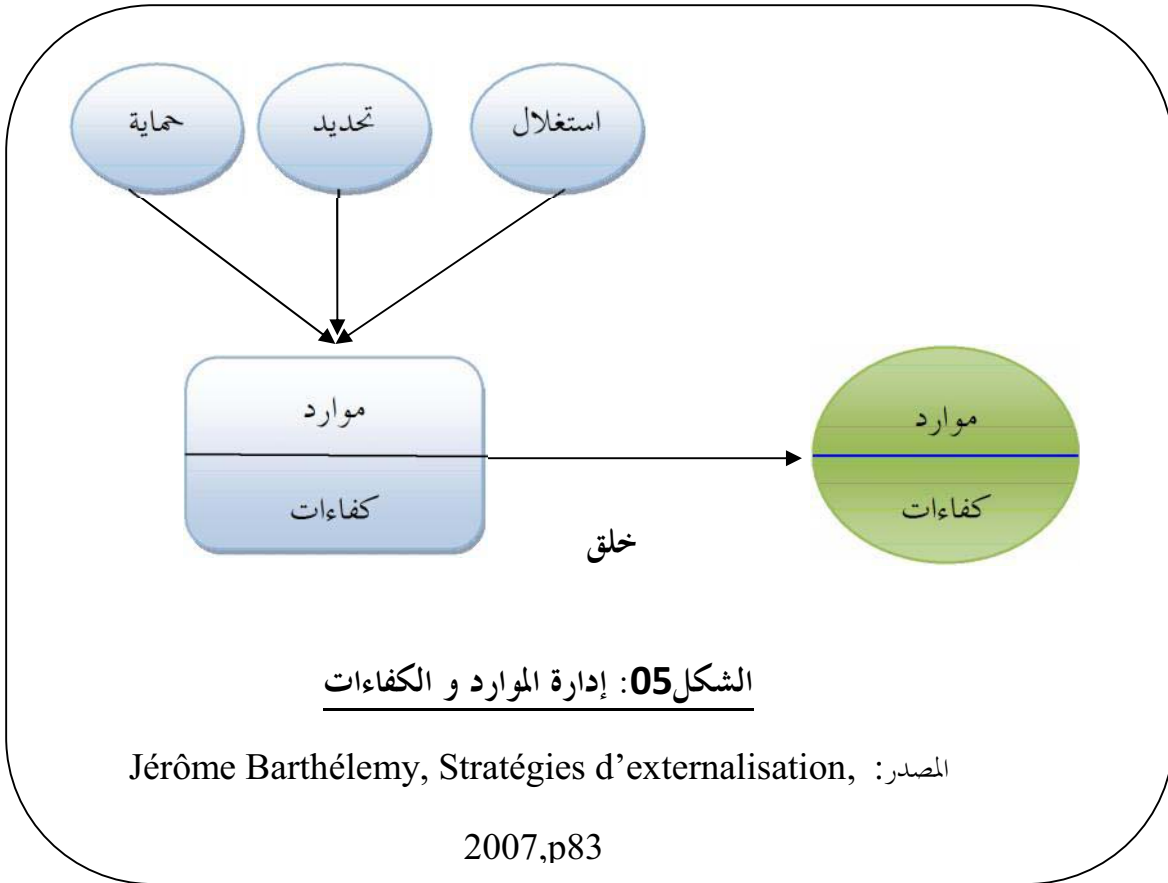 استغلال
تحديد
حماية
موارد
كفاءات
موارد
كفاءات
خلق
الشكل05: إدارة الموارد و الكفاءات
المصدر: Jérôme Barthélemy, Stratégies d’externalisation,
2007,p83